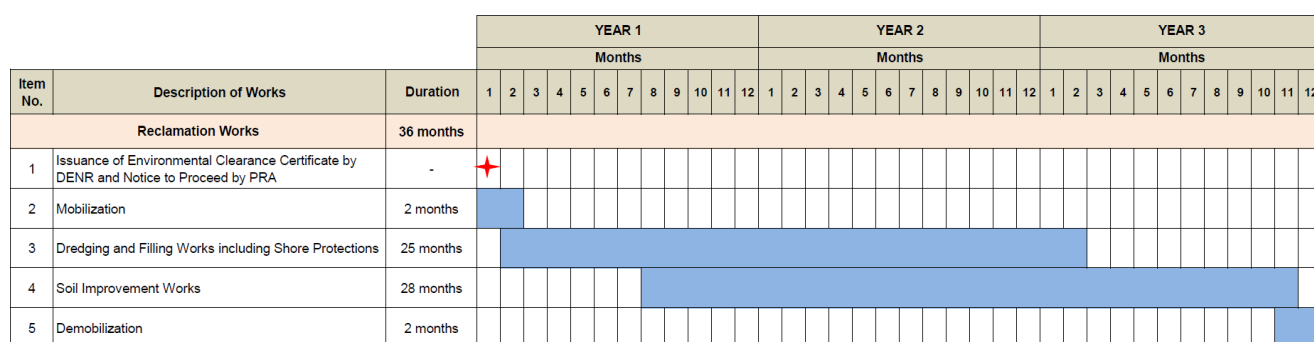 YEAR 1 YEAR 2 YEAR 3
Months Months Months
Item No. Description of Works Duration 1 2 3 4 5 6 7 8 9 10 11 12 1 2 3 4 5 6 7 8 9 10 11 12 1 2 3 4 5 6 7 8 9 10 11 12
Reclamation Works 36 months
1 Issuance of Environmental Clearance Certificate by
DENR and Notice to Proceed by PRA -
2 Mobilization 2 months
3 Dredging and Filling Works including Shore Protections 25 months
4 Soil Improvement Works 28 months
5 Demobilization 2 months